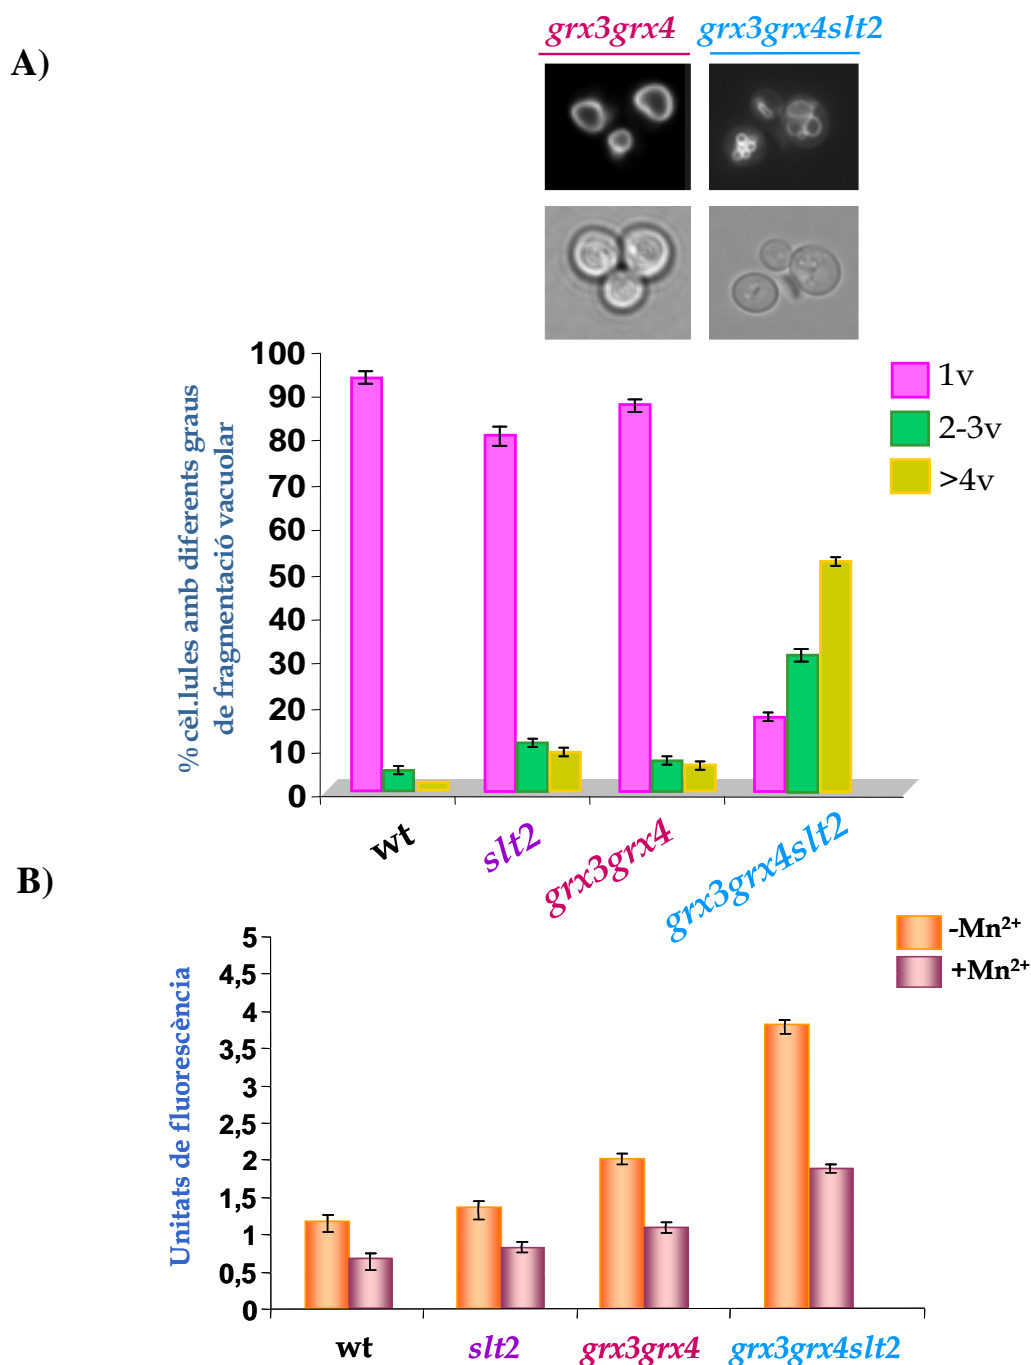 A)
grx3grx4 grx3grx4slt2
100
90
80
70
60
50
40
30
20
10
0
% cèl.lules amb diferents graus
de fragmentació vacuolar
1v
2-3v
>4v
wt slt2 grx3grx4 grx3grx4slt2
B)
-Mn²⁺
+Mn²⁺
5
4,5
4
3,5
3
2,5
2
1,5
1
0,5
0
Unitats de fluorescència
wt slt2 grx3grx4 grx3grx4slt2